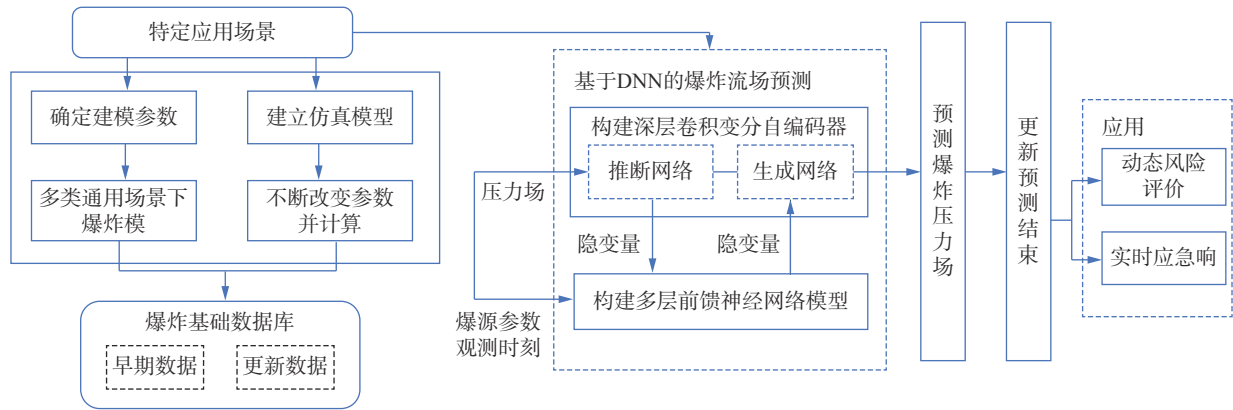 特定应用场景
确定建模参数
建立仿真模型
多类通用场景下
爆炸模
不断改变参数
并计算
爆炸基础数据库
早期数据
更新数据
压力场
爆源参数
观测时刻
基于DNN的爆炸流场预测
构建深层卷积变分自编码器
推断网络
生成网络
隐变量
隐变量
构建多层前馈神经网络模型
预测爆炸压力场
更新预测结束
应用
动态风险
评价
实时应急响